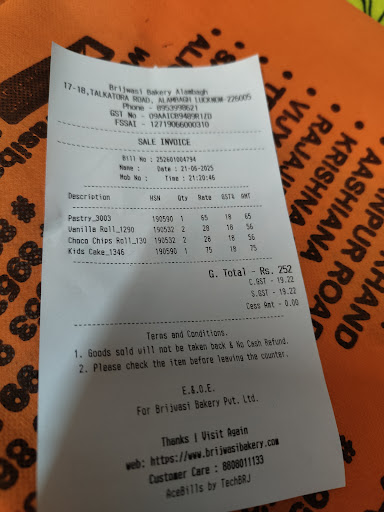 Brijwasi Bakery Alambagh
17-18,TALKATORA ROAD, ALAMBAGH LUCKNOW-226005
Phone - 8953998621
GST No - 09AAICB9489R1ZD
FSSAI - 12719066000310
SALE INVOICE
Bill No : 252601004794
Name : Date : 21-06-2025
Mob No : Time : 21:20:46
Description HSN Qty Rate GST% AMT
Pastry_3003 190590 1 65 18 65
Vanilla Roll_1290 190532 2 28 18 56
Choco Chips Roll_130 190532 2 28 18 56
Kids Cake_1346 190590 1 75 18 75
G. Total - Rs. 252
C.GST - 19.22
S.GST - 19.22
Cess Amt - 0.00
Terms and Conditions.
1. Goods sold will not be taken back & No Cash Refund.
2. Please check the item before leaving the counter.
E.&.O.E.
For Brijwasi Bakery Pvt. Ltd.
Thanks | Visit Again
web: https://www.brijwasibakery.com
Customer Care : 8808011133
AceBills by TechBRJ
ASHIANA
KRISNA
RAJAJI
PUR ROAD